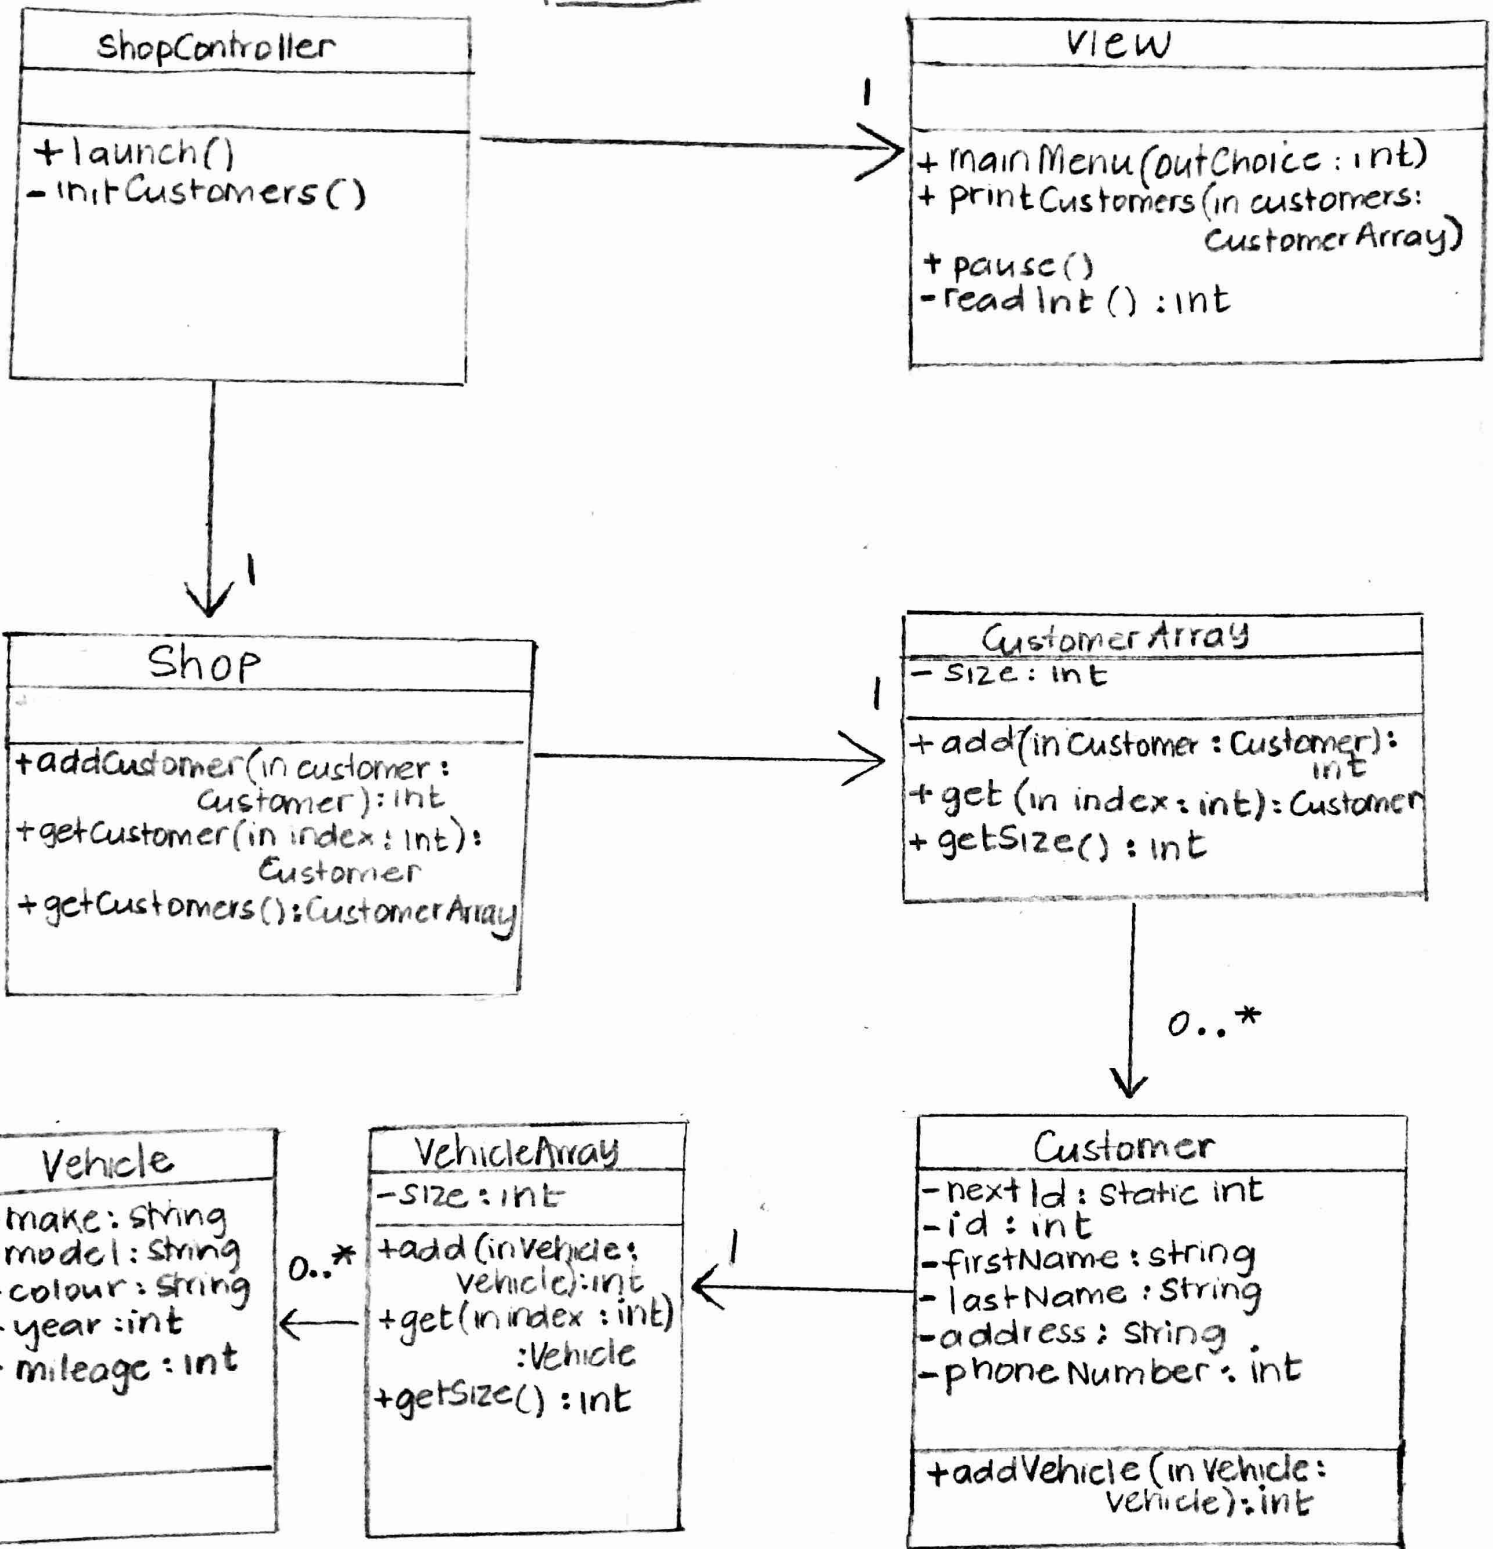 ShopController
+launch()
-initCustomers()
1
View
+ mainMenu(outChoice: int)
+ printCustomers(in customers:
CustomerArray)
+ pause()
-readInt() : int
1
Shop
+addCustomer(in customer:
Customer):int
+getCustomer(in index: int):
Customer
+getCustomers():CustomerArray
1
CustomerArray
- size: int
+add(in Customer: Customer):
int
+ get (in index: int): Customer
+ getSize() : int
0..*
Vehicle
make: string
model: string
-colour: string
-year:int
- mileage: int
0..*
VehicleArray
-size: int
+add (in Vehicle:
Vehicle):int
+get(in index : int)
:Vehicle
+getSize() : int
1
Customer
-nextId: static int
-id: int
-firstName: string
-lastName: String
-address: string
-phoneNumber: int
+addVehicle (in Vehicle:
Vehicle):int